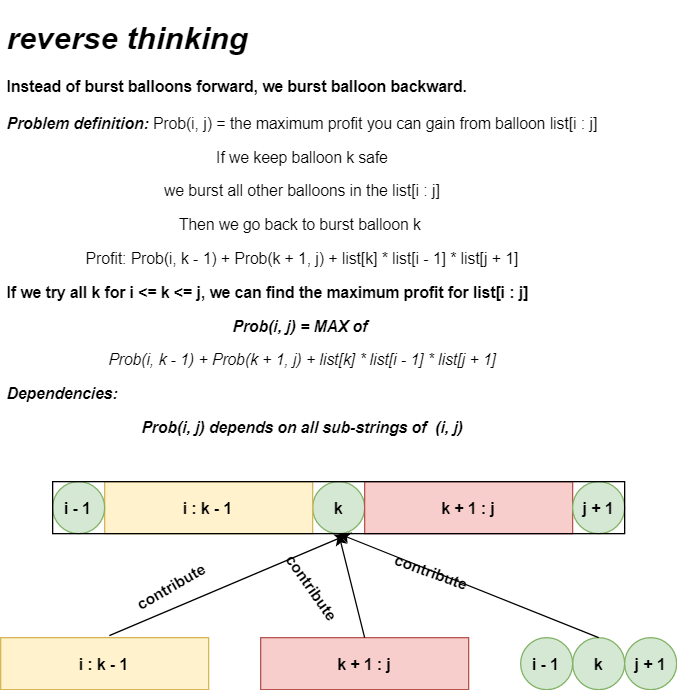 reverse thinking
Instead of burst balloons forward, we burst balloon backward.
Problem definition: Prob(i, j) = the maximum profit you can gain from balloon list[i : j]
If we keep balloon k safe
we burst all other balloons in the list[i : j]
Then we go back to burst balloon k
Profit: Prob(i, k - 1) + Prob(k + 1, j) + list[k] * list[i - 1] * list[j + 1]
If we try all k for i <= k <= j, we can find the maximum profit for list[i : j]
Prob(i, j) = MAX of
Prob(i, k - 1) + Prob(k + 1, j) + list[k] * list[i - 1] * list[j + 1]
Dependencies:
Prob(i, j) depends on all sub-strings of (i, j)
i - 1 i : k - 1 k k + 1 : j j + 1
contribute contribute contribute
i : k - 1 k + 1 : j i - 1 k j + 1